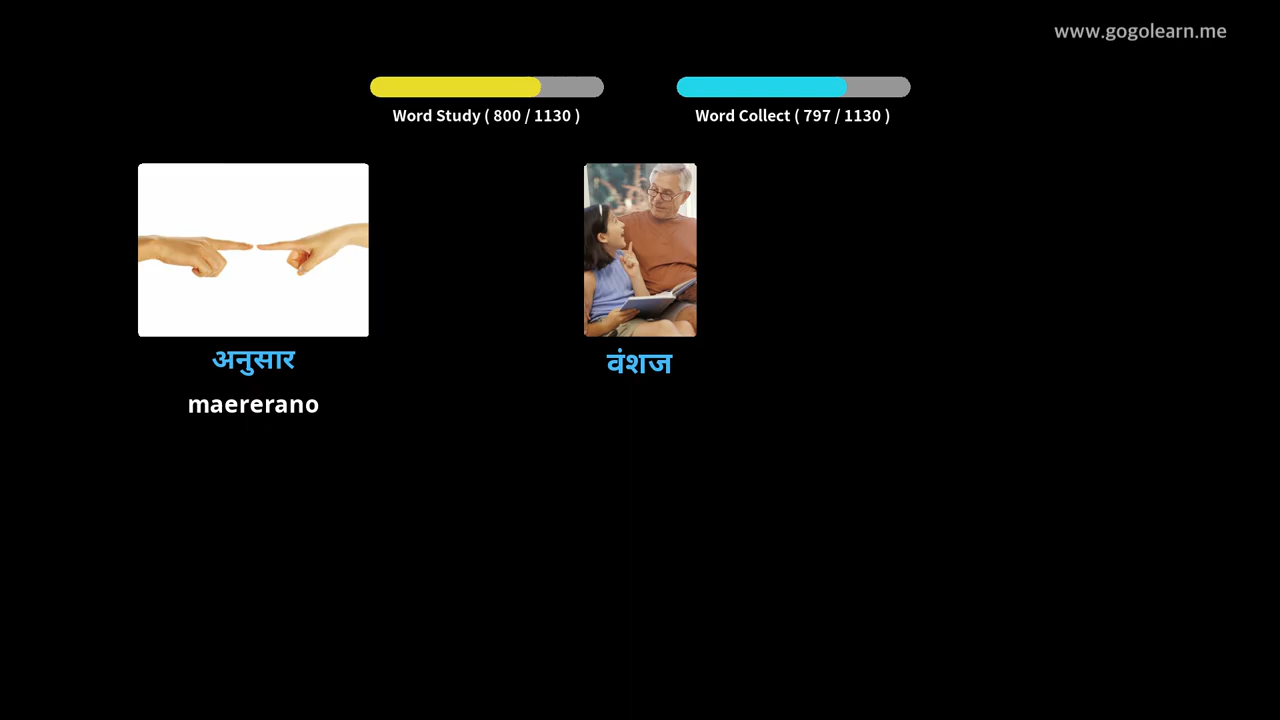 www.gogolearn.me
Word Study ( 800 / 1130 )
Word Collect ( 797 / 1130 )
अनुसार
maererano
वंशज